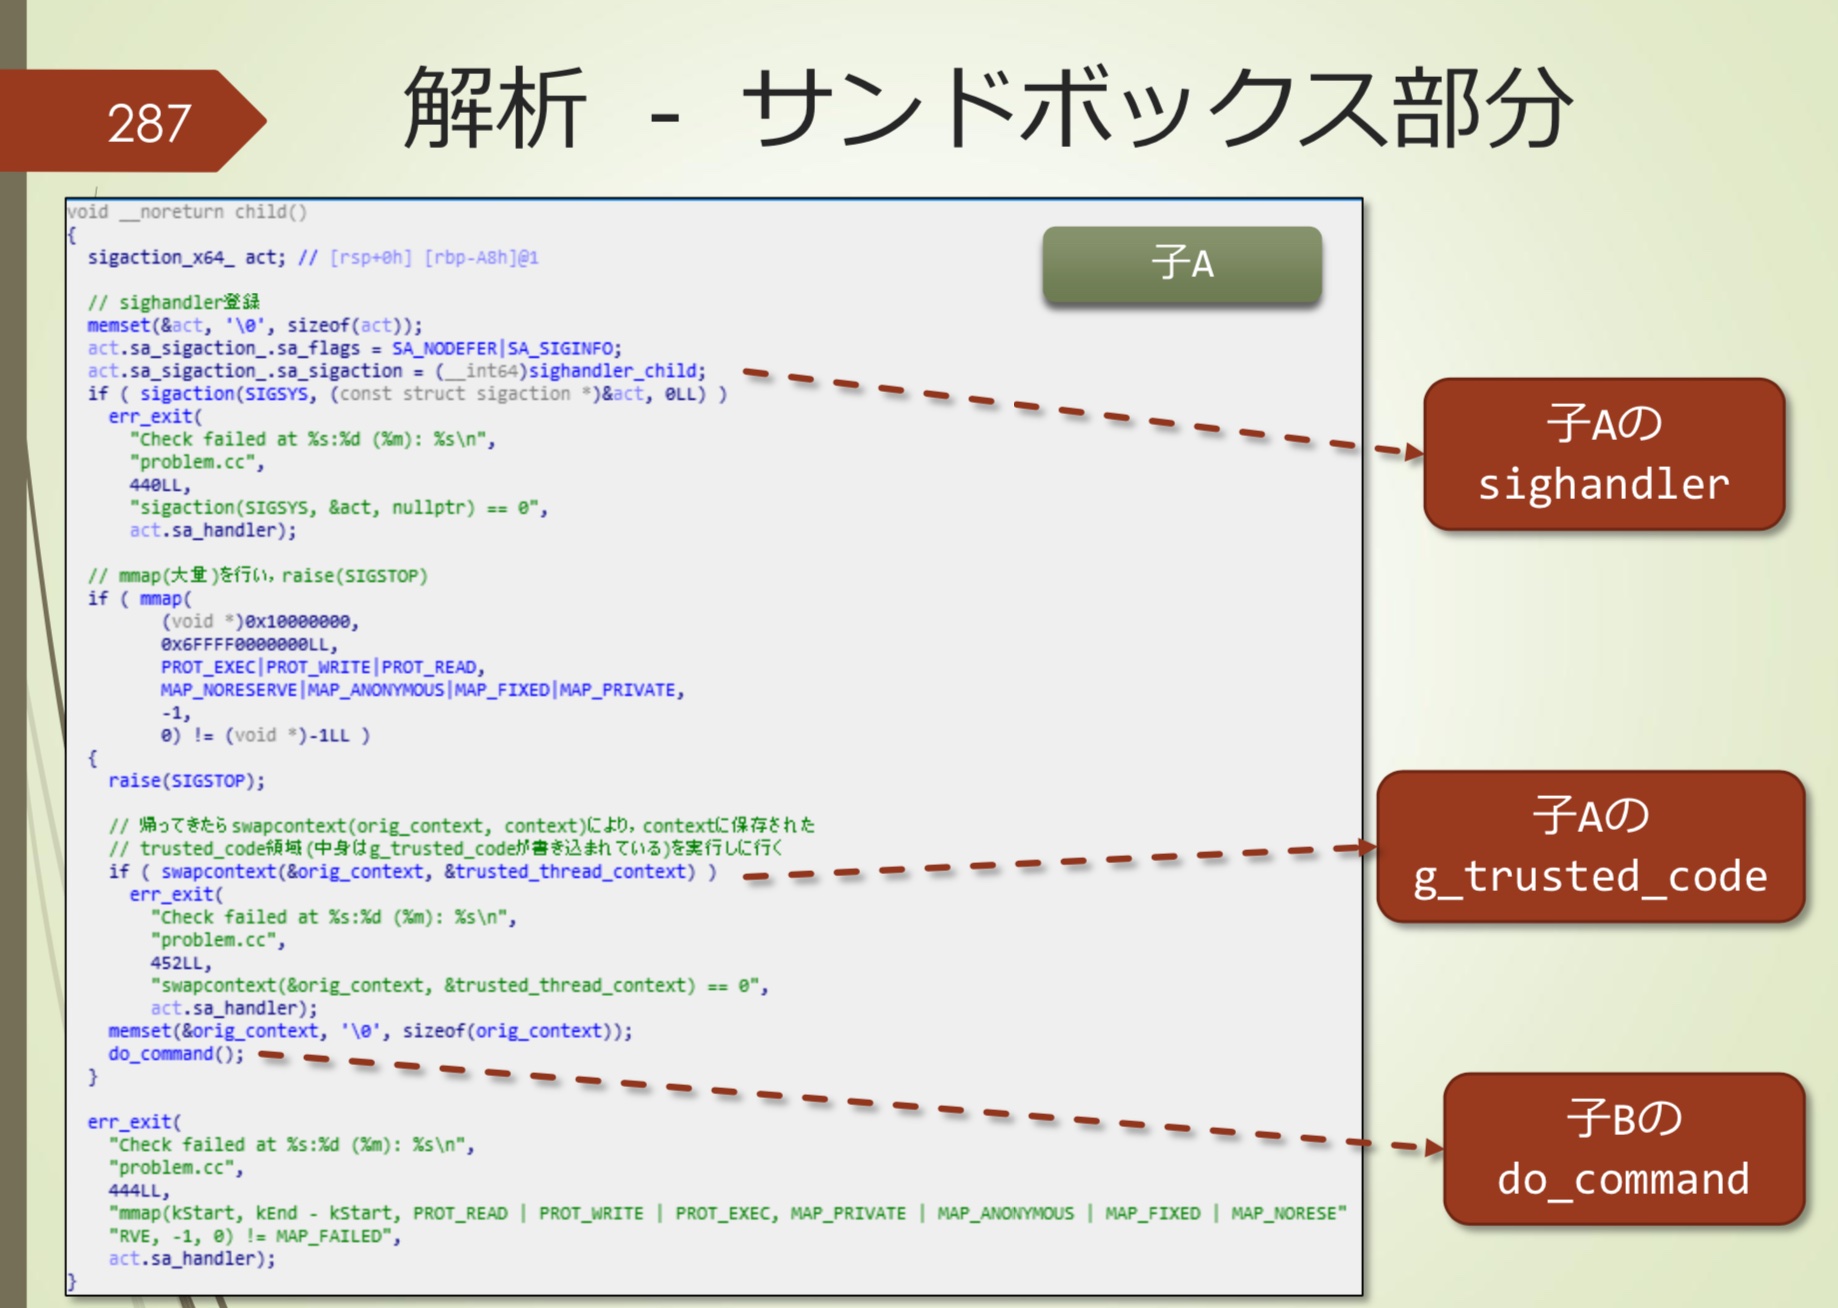 287
解析 - サンドボックス部分
void __noreturn child()
{
子A
sigaction_x64_ act; // [rsp+0h] [rbp-A8h]@1
// sighandler登録
memset(&act, '\0', sizeof(act));
act.sa_sigaction_.sa_flags = SA_NODEFER|SA_SIGINFO;
act.sa_sigaction_.sa_sigaction = (__int64)sighandler_child;
if ( sigaction(SIGSYS, (const struct sigaction *)&act, 0LL) )
err_exit(
"Check failed at %s:%d (%m): %s\n",
"problem.cc",
440LL,
"sigaction(SIGSYS, &act, nullptr) == 0",
act.sa_handler);
子Aの
sighandler
// mmap(大量)を行い, raise(SIGSTOP)
if ( mmap(
(void *)0x10000000,
0x6FFFF0000000LL,
PROT_EXEC|PROT_WRITE|PROT_READ,
MAP_NORESERVE|MAP_ANONYMOUS|MAP_FIXED|MAP_PRIVATE,
-1,
0) != (void *)-1LL )
{
raise(SIGSTOP);
// 帰ってきたらswapcontext(orig_context, context)により, contextに保存された
// trusted_code領域(中身はg_trusted_codeが書き込まれている)を実行しに行く
if ( swapcontext(&orig_context, &trusted_thread_context) )
err_exit(
"Check failed at %s:%d (%m): %s\n",
"problem.cc",
452LL,
"swapcontext(&orig_context, &trusted_thread_context) == 0",
act.sa_handler);
子Aの
g_trusted_code
memset(&orig_context, '\0', sizeof(orig_context));
do_command();
}
err_exit(
"Check failed at %s:%d (%m): %s\n",
"problem.cc",
444LL,
"mmap(kStart, kEnd - kStart, PROT_READ | PROT_WRITE | PROT_EXEC, MAP_PRIVATE | MAP_ANONYMOUS | MAP_FIXED | MAP_NORESE"
"RVE, -1, 0) != MAP_FAILED",
act.sa_handler);
}
子Bの
do_command